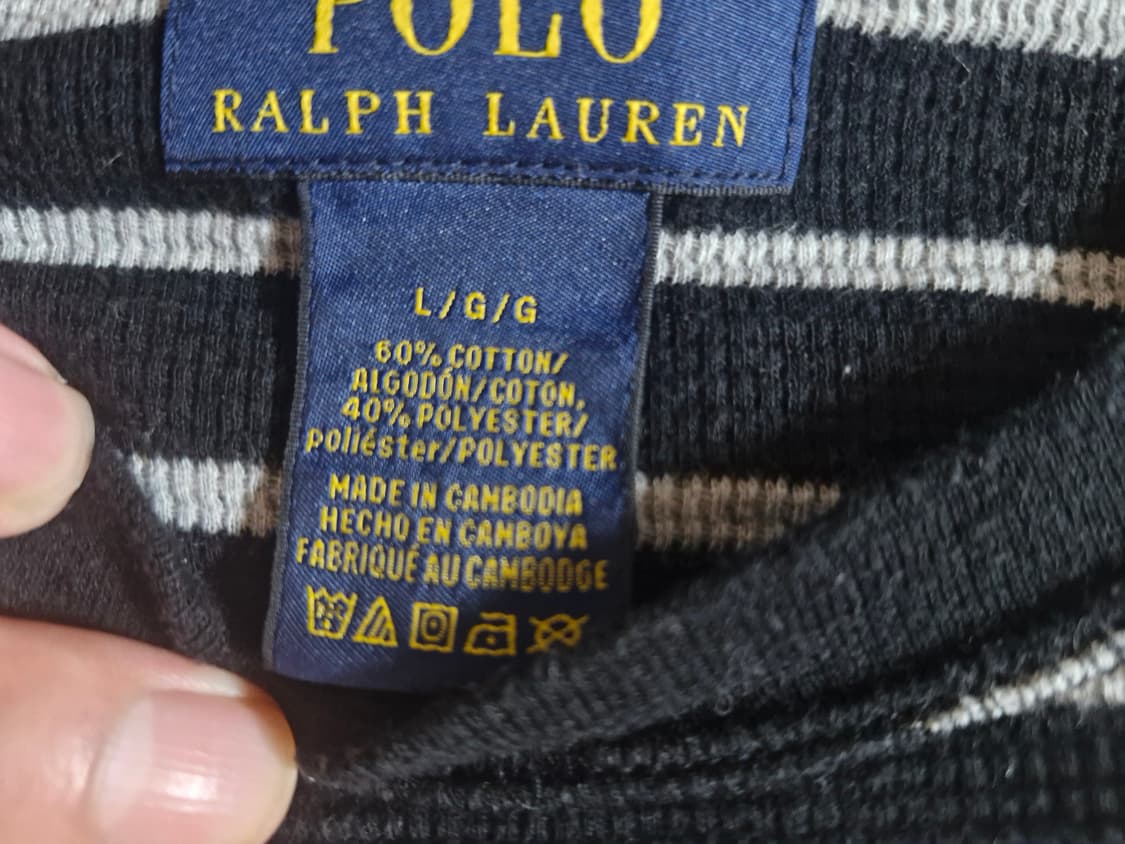 POLO
RALPH LAUREN
L/G/G
60% COTTON/
ALGODÓN/COTON,
40% POLYESTER/
poliéster/POLYESTER
MADE IN CAMBODIA
HECHO EN CAMBOYA
FABRIQUÉ AU CAMBODGE